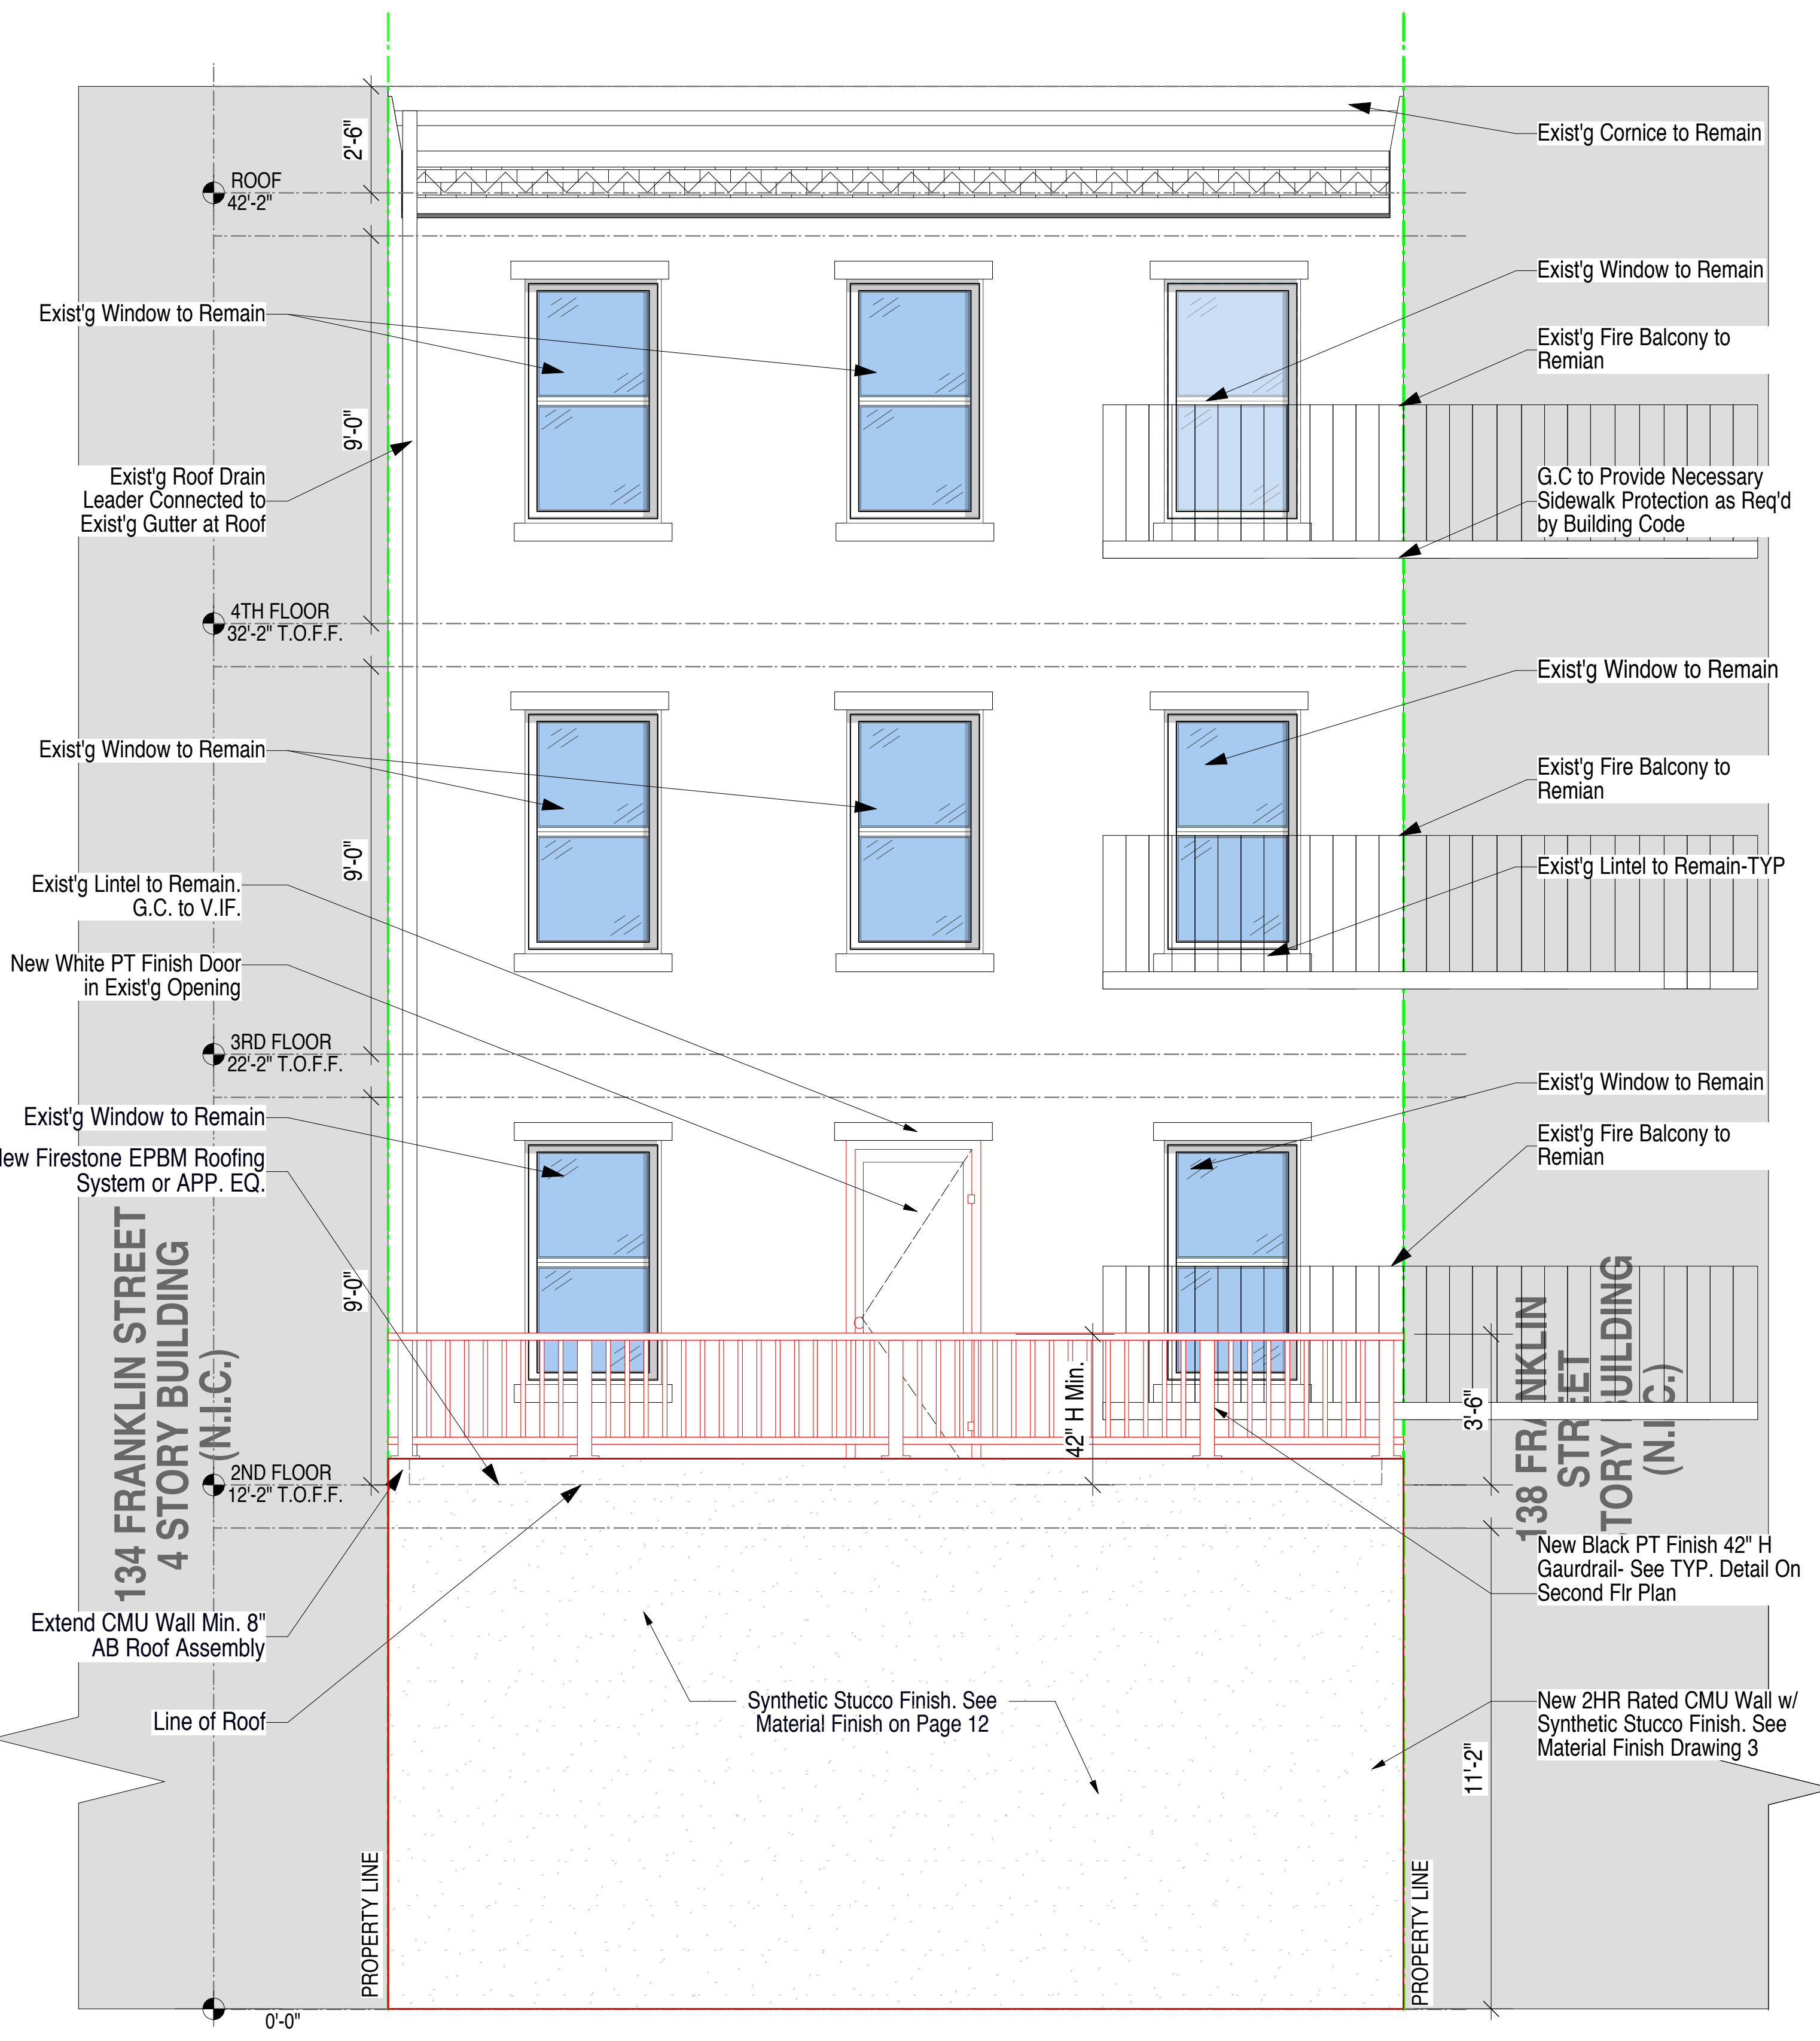 Exist'g Cornice to Remain
2'-6"
ROOF
42'-2"
Exist'g Window to Remain
Exist'g Window to Remain
Exist'g Fire Balcony to
Remian
9'-0"
Exist'g Roof Drain
Leader Connected to
Exist'g Gutter at Roof
G.C to Provide Necessary
Sidewalk Protection as Req'd
by Building Code
4TH FLOOR
32'-2" T.O.F.F.
Exist'g Window to Remain
Exist'g Window to Remain
Exist'g Fire Balcony to
Remian
9'-0"
Exist'g Lintel to Remain-TYP
Exist'g Lintel to Remain.
G.C. to V.IF.
New White PT Finish Door
in Exist'g Opening
3RD FLOOR
22'-2" T.O.F.F.
Exist'g Window to Remain
Exist'g Window to Remain
Exist'g Fire Balcony to
Remian
Firestone EPBM Roofing
System or APP. EQ.
9'-0"
134 FRANKLIN STREET
4 STORY BUILDING
(N.I.C.)
138 FRANKLIN
STREET
(N.I.C.)
42" H Min.
3'-6"
2ND FLOOR
12'-2" T.O.F.F.
New Black PT Finish 42" H
Gaurdrail- See TYP. Detail On
Second Flr Plan
Extend CMU Wall Min. 8"
AB Roof Assembly
Line of Roof
Synthetic Stucco Finish. See
Material Finish on Page 12
New 2HR Rated CMU Wall w/
Synthetic Stucco Finish. See
Material Finish Drawing 3
11'-2"
PROPERTY LINE
PROPERTY LINE
0'-0"